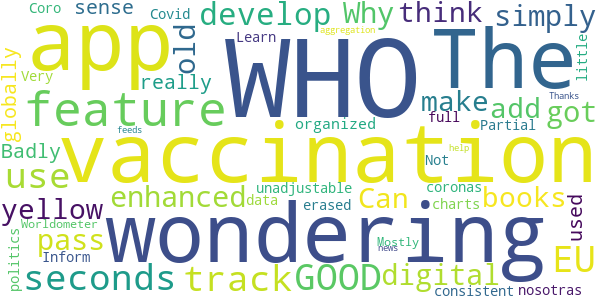 Coro sense Covid develop Why think simply
app old WHO The
Learn aggregation
globally Very really make add got little
feature organized full Partial
Badly vaccination Not
use unadjustable coronas
yellow enhanced data erased Can charts books used
Worldometer wondering EU
politics pass Inform Mostly feeds help Thanks news
seconds track GOOD digital consistent nosotras